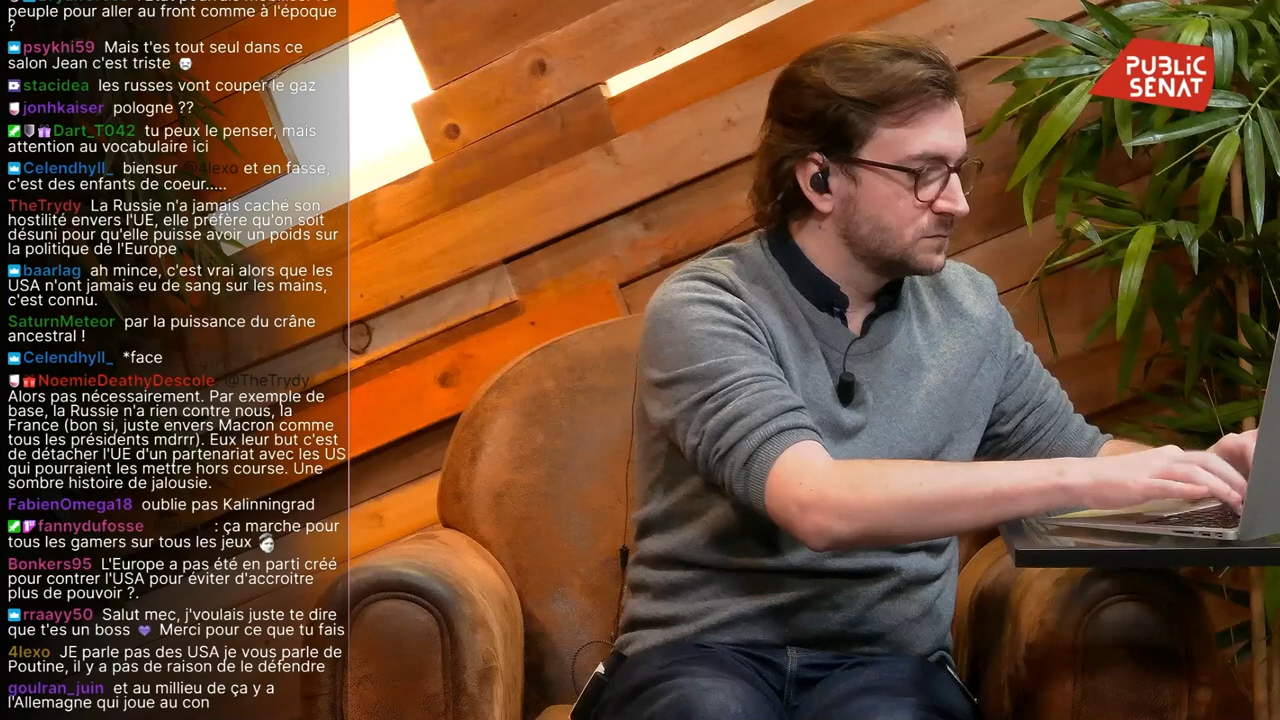 peuple pour aller au front comme à l'époque
?
psykhi59 Mais t'es tout seul dans ce
salon Jean c'est triste
stacidea les russes vont couper le gaz
jonhkaiser pologne ??
Dart_T042 tu peux le penser, mais
attention au vocabulaire ici
Celendhyll_ biensur @4lexo et en fasse,
c'est des enfants de coeur.....
TheTrydy La Russie n'a jamais caché son
hostilité envers l'UE, elle préfère qu'on soit
désuni pour qu'elle puisse avoir un poids sur
la politique de l'Europe
baarlag ah mince, c'est vrai alors que les
USA n'ont jamais eu de sang sur les mains,
c'est connu.
SaturnMeteor par la puissance du crâne
ancestral !
Celendhyll_ *face
NoemieDeathyDescole @TheTrydy
Alors pas nécessairement. Par exemple de
base, la Russie n'a rien contre nous, la
France (bon si, juste envers Macron comme
tous les présidents mdrrr). Eux leur but c'est
de détacher l'UE d'un partenariat avec les US
qui pourraient les mettre hors course. Une
sombre histoire de jalousie.
FabienOmega18 oublie pas Kalinningrad
fannydufosse : ça marche pour
tous les gamers sur tous les jeux
Bonkers95 L'Europe a pas été en parti créé
pour contrer l'USA pour éviter d'accroitre
plus de pouvoir ?.
rraayy50 Salut mec, j'voulais juste te dire
que t'es un boss 💜 Merci pour ce que tu fais
4lexo JE parle pas des USA je vous parle de
Poutine, il y a pas de raison de le défendre
goulran_juin et au milieu de ça y a
l'Allemagne qui joue au con
PUBLIC
SÉNAT